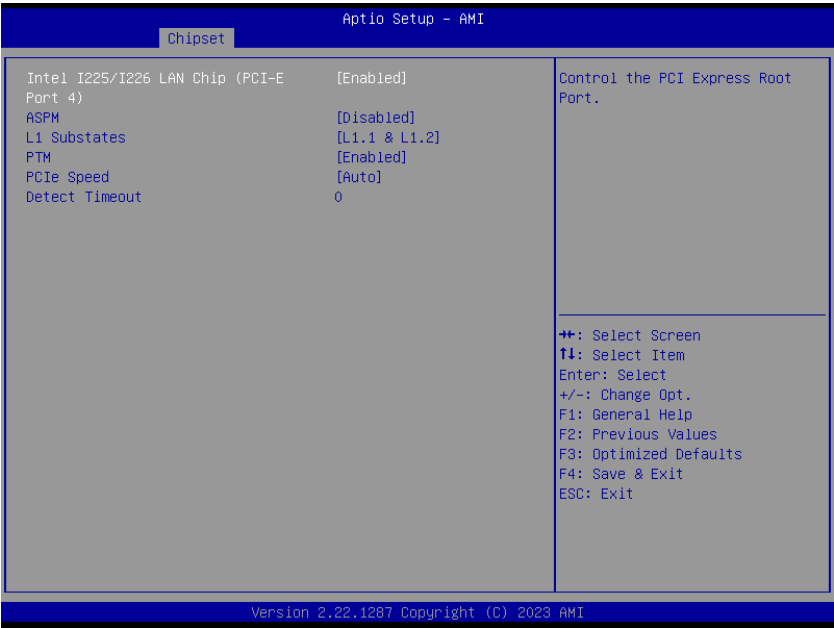 Aptio Setup – AMI
Chipset
Intel I225/I226 LAN Chip (PCI-E [Enabled]
Port 4)
ASPM [Disabled]
L1 Substates [L1.1 & L1.2]
PTM [Enabled]
PCIe Speed [Auto]
Detect Timeout 0
Control the PCI Express Root
Port.
→←: Select Screen
↑↓: Select Item
Enter: Select
+/-: Change Opt.
F1: General Help
F2: Previous Values
F3: Optimized Defaults
F4: Save & Exit
ESC: Exit
Version 2.22.1287 Copyright (C) 2023 AMI